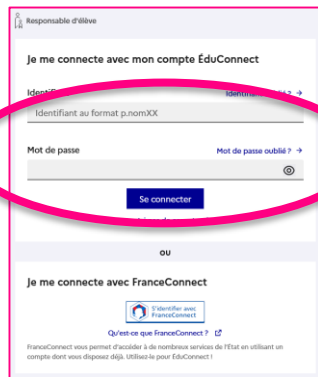 Responsable d'élève
Je me connecte avec mon compte ÉduConnect
Identifiant au format p.nomXX
Mot de passe
Mot de passe oublié ? →
Se connecter
OU
Je me connecte avec FranceConnect
S'identifier avec
FranceConnect
Qu'est-ce que FranceConnect ?
FranceConnect vous permet d'accéder à de nombreux services de l'État en utilisant un
compte dont vous disposez déjà. Utilisez-le pour ÉduConnect !